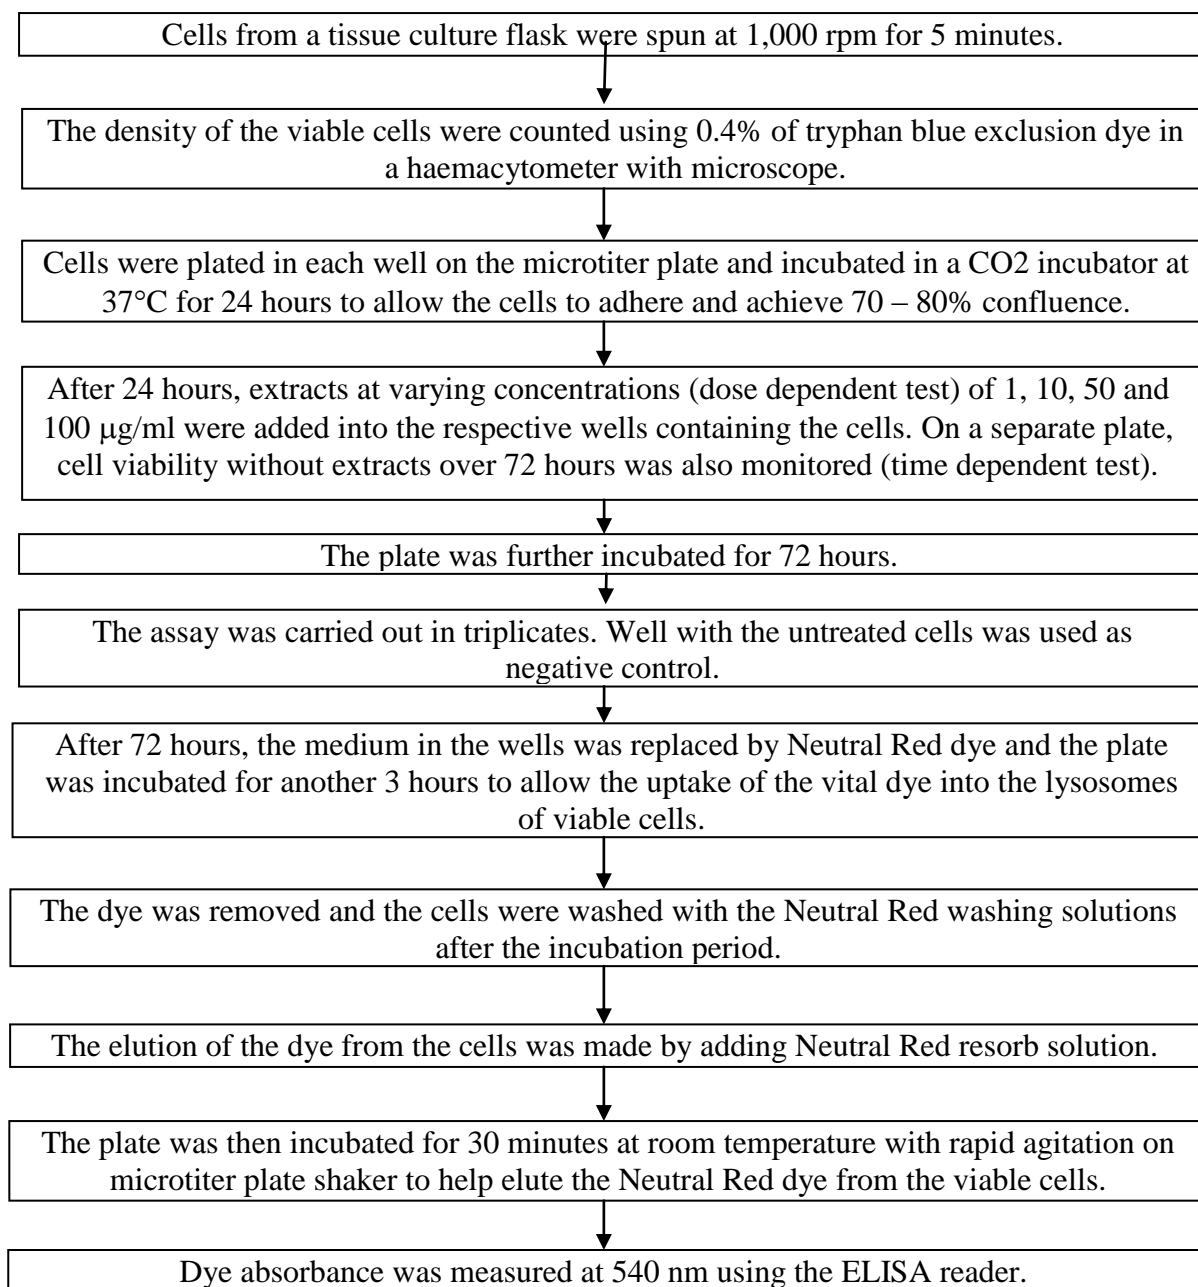 Cells from a tissue culture flask were spun at 1,000 rpm for 5 minutes.
The density of the viable cells were counted using 0.4% of tryphan blue exclusion dye in
a haemacytometer with microscope.
Cells were plated in each well on the microtiter plate and incubated in a CO2 incubator at
37°C for 24 hours to allow the cells to adhere and achieve 70 – 80% confluence.
After 24 hours, extracts at varying concentrations (dose dependent test) of 1, 10, 50 and
100 μg/ml were added into the respective wells containing the cells. On a separate plate,
cell viability without extracts over 72 hours was also monitored (time dependent test).
The plate was further incubated for 72 hours.
The assay was carried out in triplicates. Well with the untreated cells was used as
negative control.
After 72 hours, the medium in the wells was replaced by Neutral Red dye and the plate
was incubated for another 3 hours to allow the uptake of the vital dye into the lysosomes
of viable cells.
The dye was removed and the cells were washed with the Neutral Red washing solutions
after the incubation period.
The elution of the dye from the cells was made by adding Neutral Red resorb solution.
The plate was then incubated for 30 minutes at room temperature with rapid agitation on
microtiter plate shaker to help elute the Neutral Red dye from the viable cells.
Dye absorbance was measured at 540 nm using the ELISA reader.